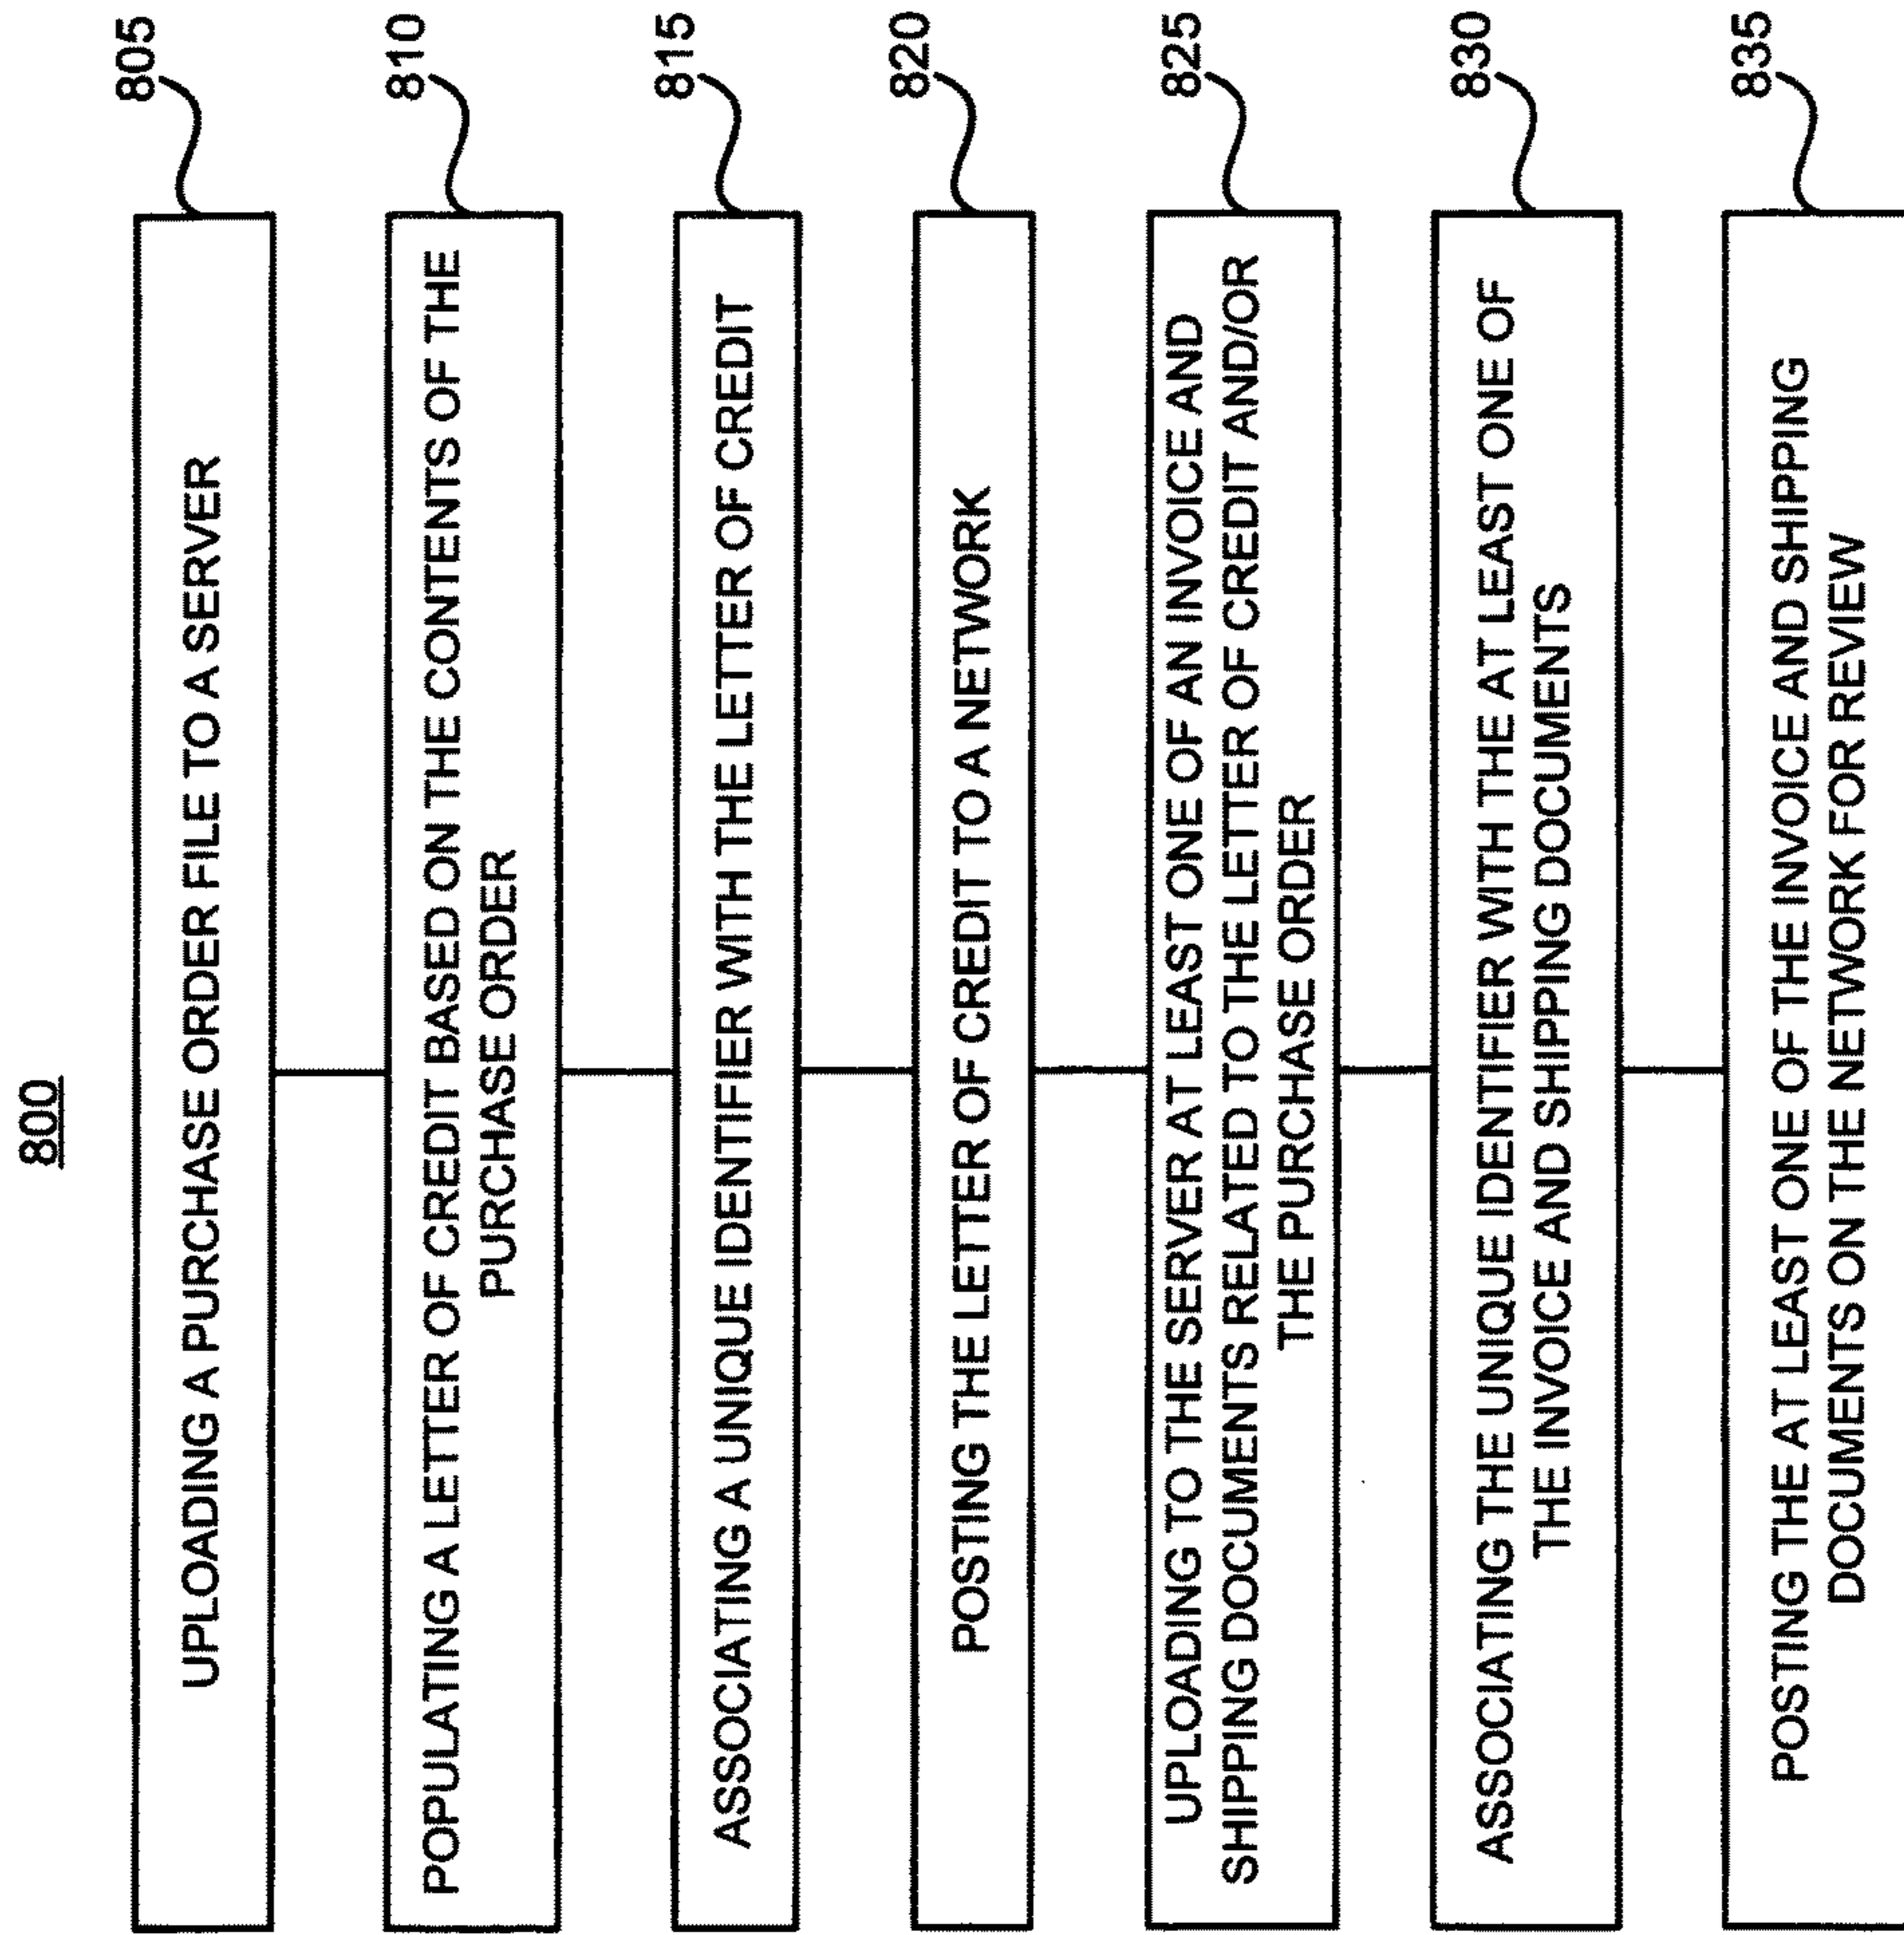 800
UPLOADING A PURCHASE ORDER FILE TO A SERVER
805
POPULATING A LETTER OF CREDIT BASED ON THE CONTENTS OF THE
PURCHASE ORDER
810
ASSOCIATING A UNIQUE IDENTIFIER WITH THE LETTER OF CREDIT
815
POSTING THE LETTER OF CREDIT TO A NETWORK
820
UPLOADING TO THE SERVER AT LEAST ONE OF AN INVOICE AND
SHIPPING DOCUMENTS RELATED TO THE LETTER OF CREDIT AND/OR
THE PURCHASE ORDER
825
ASSOCIATING THE UNIQUE IDENTIFIER WITH THE AT LEAST ONE OF
THE INVOICE AND SHIPPING DOCUMENTS
830
POSTING THE AT LEAST ONE OF THE INVOICE AND SHIPPING
DOCUMENTS ON THE NETWORK FOR REVIEW
835